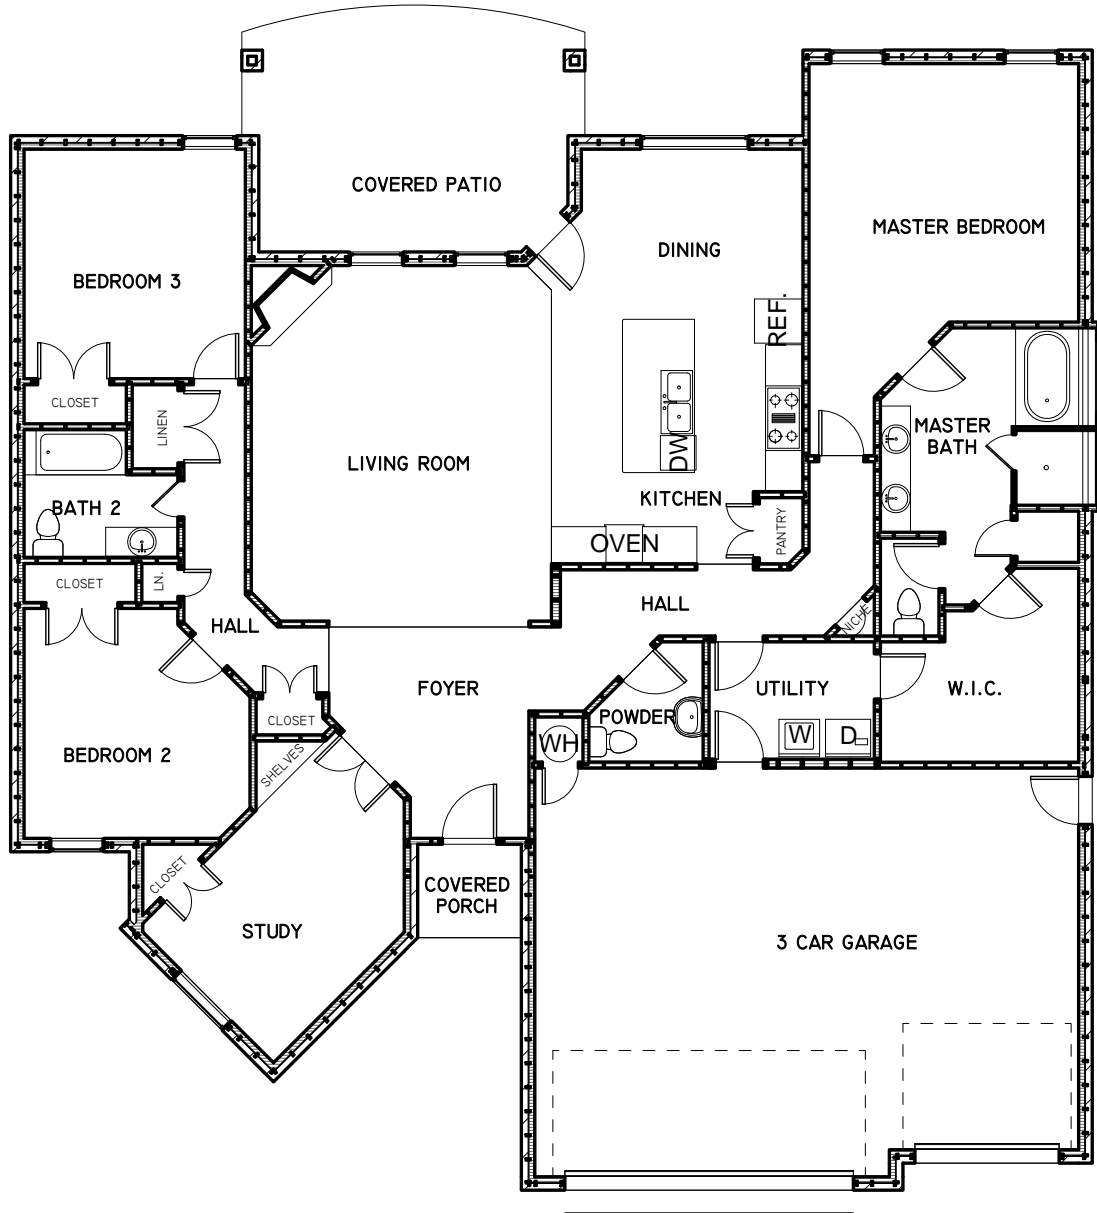 COVERED PATIO
MASTER BEDROOM
DINING
BEDROOM 3
REF.
CLOSET
LINEN
MASTER
BATH
LIVING ROOM
DW
KITCHEN
BATH 2
PANTRY
OVEN
CLOSET
LN.
HALL
HALL
NICHE
FOYER
UTILITY
W.I.C.
CLOSET
POWDER
WH
W
D
BEDROOM 2
SHELVES
CLOSET
COVERED
PORCH
STUDY
3 CAR GARAGE